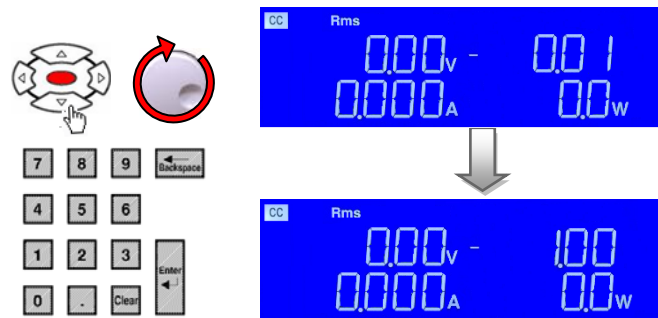 CC Rms
0.00V - 0.01
0.000A 0.0W
7 8 9 Backspace
4 5 6
1 2 3 Enter
0 . Clear
CC Rms
0.00V - 1.00
0.000A 0.0W